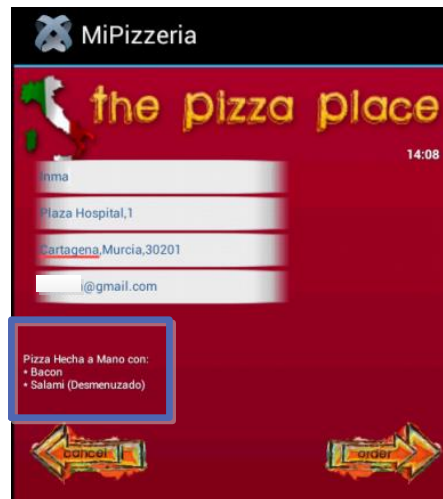 MiPizzeria
the pizza place
14:08
Inma
Plaza Hospital,1
Cartagena,Murcia,30201
i@gmail.com
Pizza Hecha a Mano con:
• Bacon
• Salami (Desmenuzado)
cancel
order